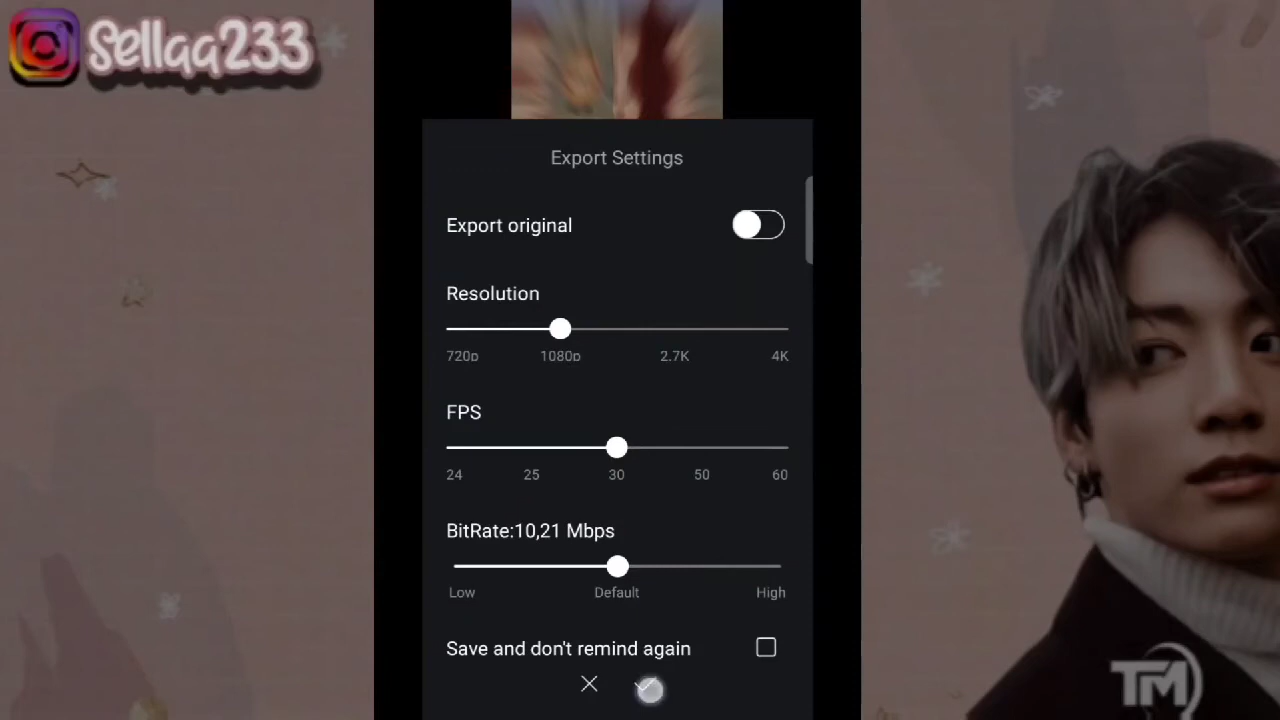 Sellaa233
Export Settings
Export original
Resolution
720p 1080p 2.7K 4K
FPS
24 25 30 50 60
BitRate:10,21 Mbps
Low Default High
Save and don't remind again
TM